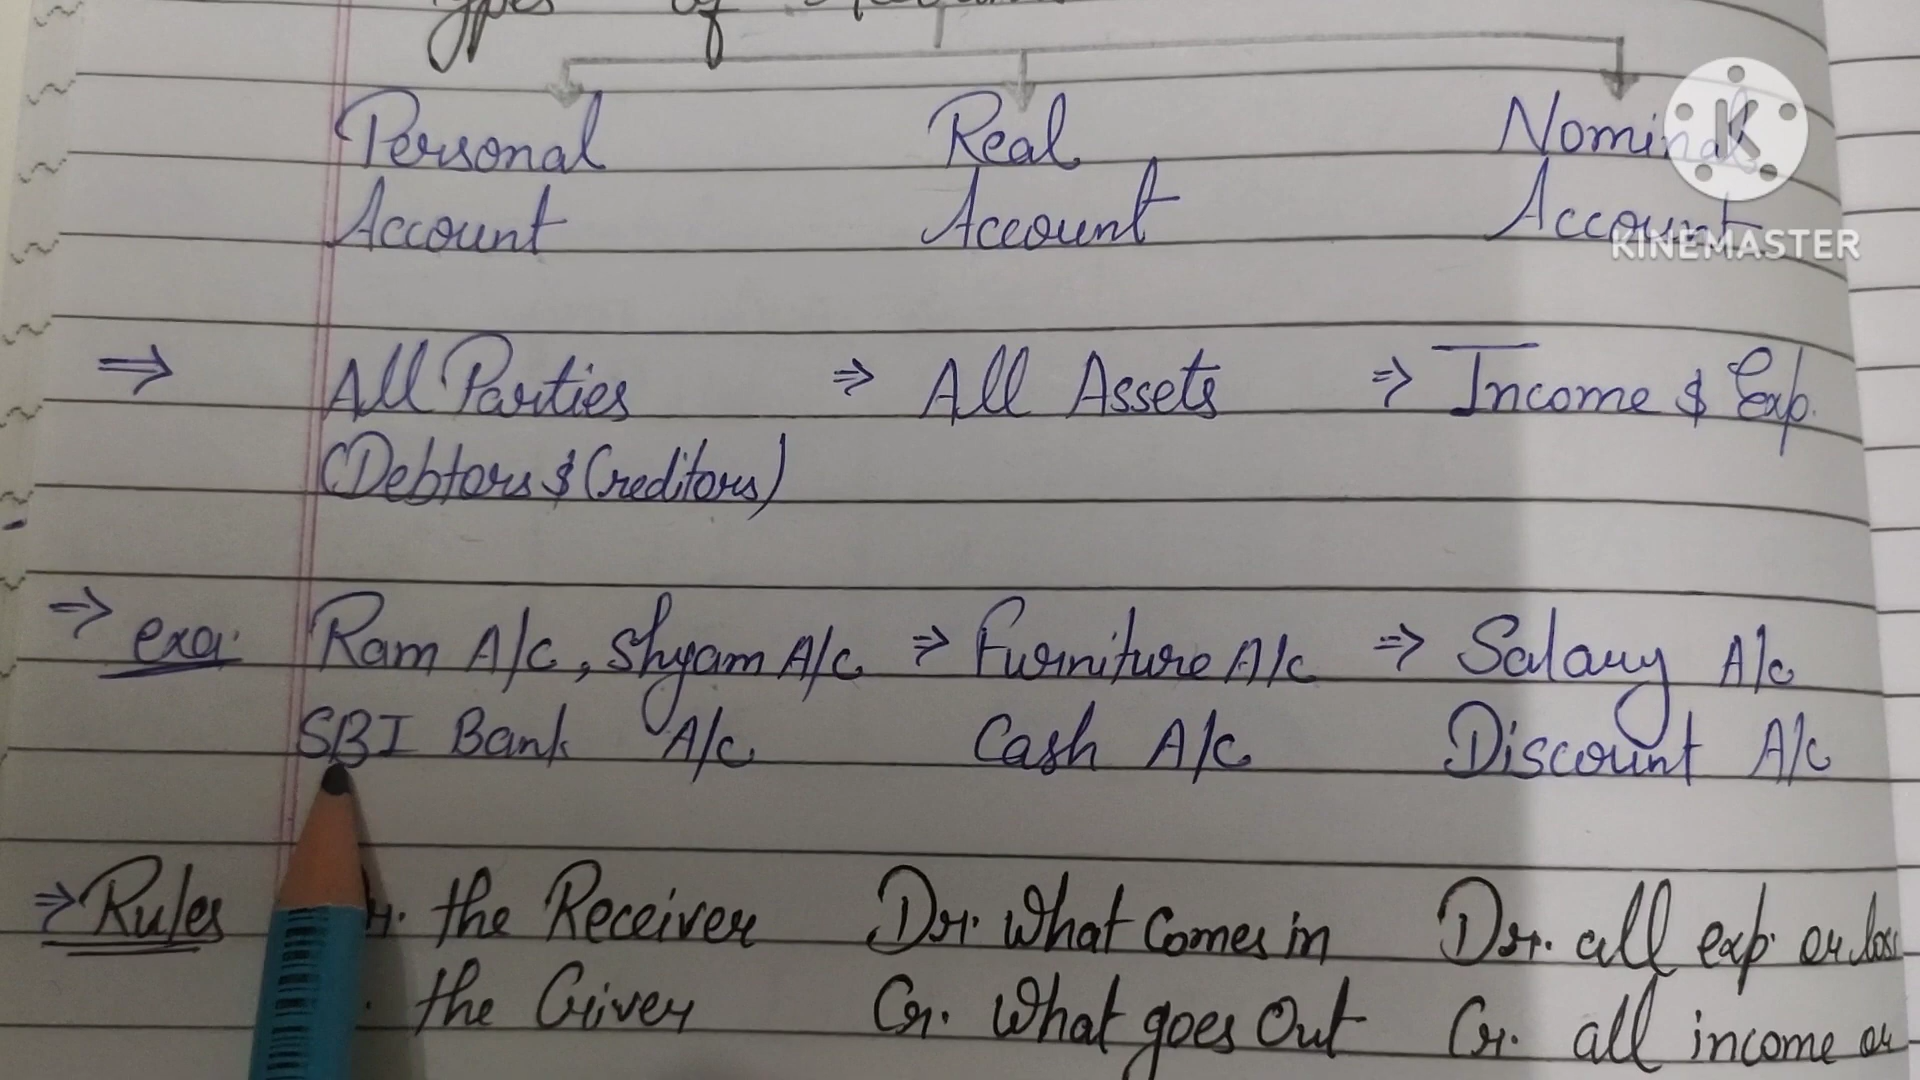 Types of
Personal Real Nominal
Account Account Account
KINEMASTER
⇒ All Parties ⇒ All Assets ⇒ Income & Exp.
(Debtors & Creditors)
⇒ exa: Ram A/c, Shyam A/c ⇒ Furniture A/c ⇒ Salary A/c
SBI Bank A/c Cash A/c Discount A/c
⇒ Rules the Receiver Dr. What Comes in Dr. all exp. or loss
the Giver Cr. What goes Out Cr. all income or